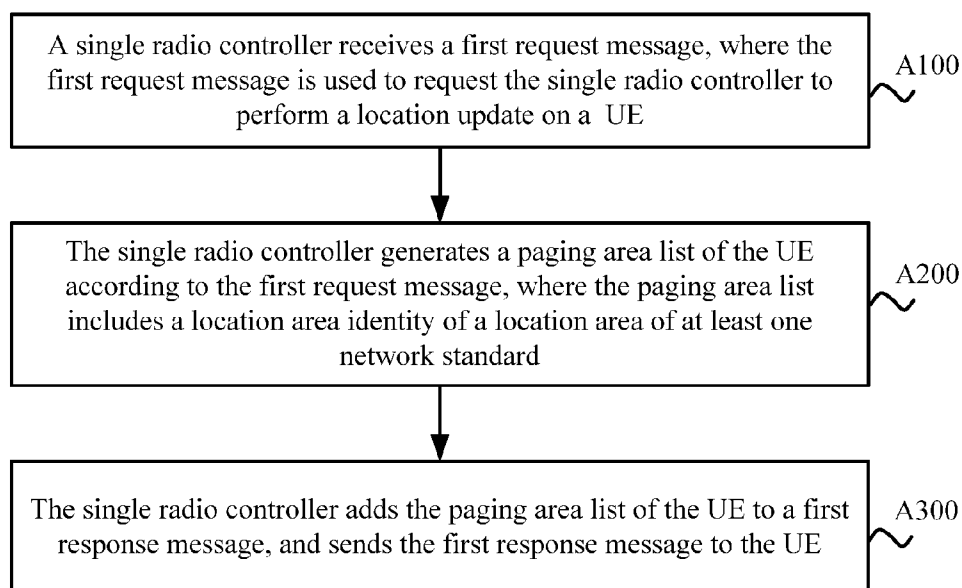 A single radio controller receives a first request message, where the
first request message is used to request the single radio controller to
perform a location update on a UE
A100
The single radio controller generates a paging area list of the UE
according to the first request message, where the paging area list
includes a location area identity of a location area of at least one
network standard
A200
The single radio controller adds the paging area list of the UE to a first
response message, and sends the first response message to the UE
A300